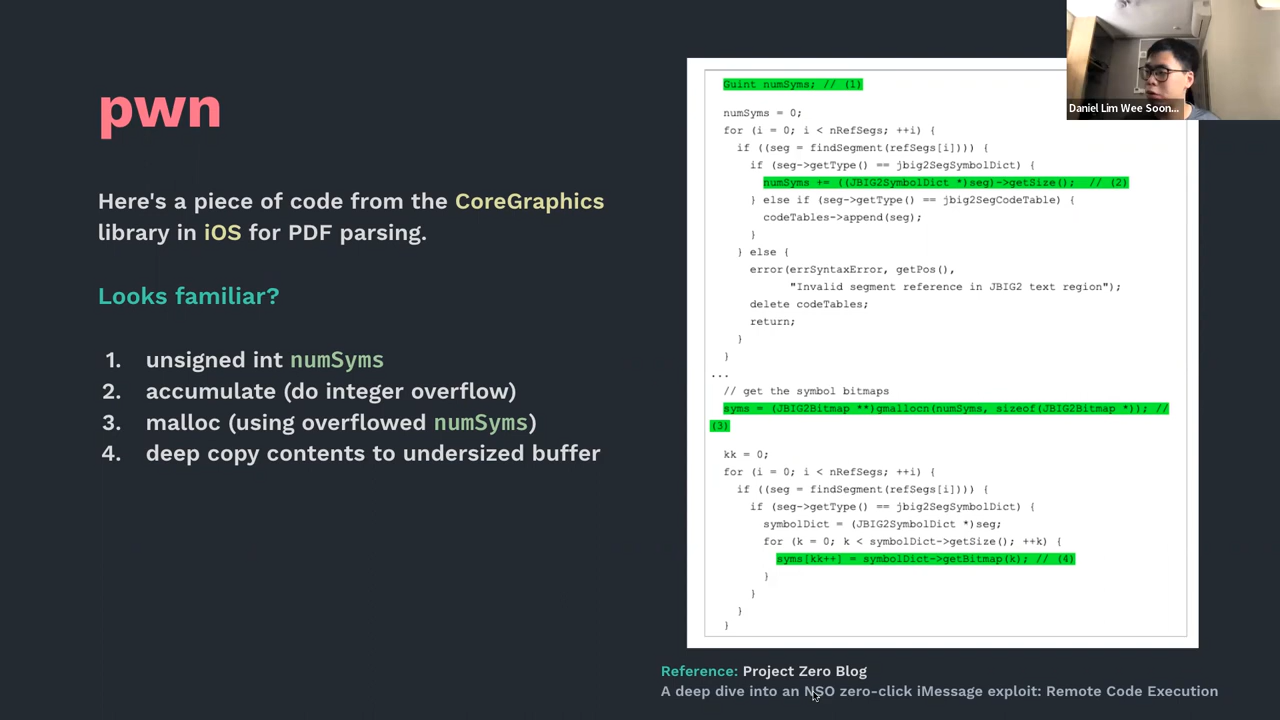 pwn
Here's a piece of code from the CoreGraphics
library in iOS for PDF parsing.
Looks familiar?
1. unsigned int numSyms
2. accumulate (do integer overflow)
3. malloc (using overflowed numSyms)
4. deep copy contents to undersized buffer
Guint numSyms; // (1)
numSyms = 0;
for (i = 0; i < nRefSegs; ++i) {
if ((seg = findSegment(refSegs[i]))) {
if (seg->getType() == jbig2SegSymbolDict) {
numSyms += ((JBIG2SymbolDict *)seg)->getSize(); // (2)
} else if (seg->getType() == jbig2SegCodeTable) {
codeTables->append(seg);
}
} else {
error(errSyntaxError, getPos(),
"Invalid segment reference in JBIG2 text region");
delete codeTables;
return;
}
}
...
// get the symbol bitmaps
syms = (JBIG2Bitmap **)gmallocn(numSyms, sizeof(JBIG2Bitmap *)); //
(3)
kk = 0;
for (i = 0; i < nRefSegs; ++i) {
if ((seg = findSegment(refSegs[i]))) {
if (seg->getType() == jbig2SegSymbolDict) {
symbolDict = (JBIG2SymbolDict *)seg;
for (k = 0; k < symbolDict->getSize(); ++k) {
syms[kk++] = symbolDict->getBitmap(k); // (4)
}
}
}
}
Reference: Project Zero Blog
A deep dive into an NSO zero-click iMessage exploit: Remote Code Execution
Daniel Lim Wee Soon...